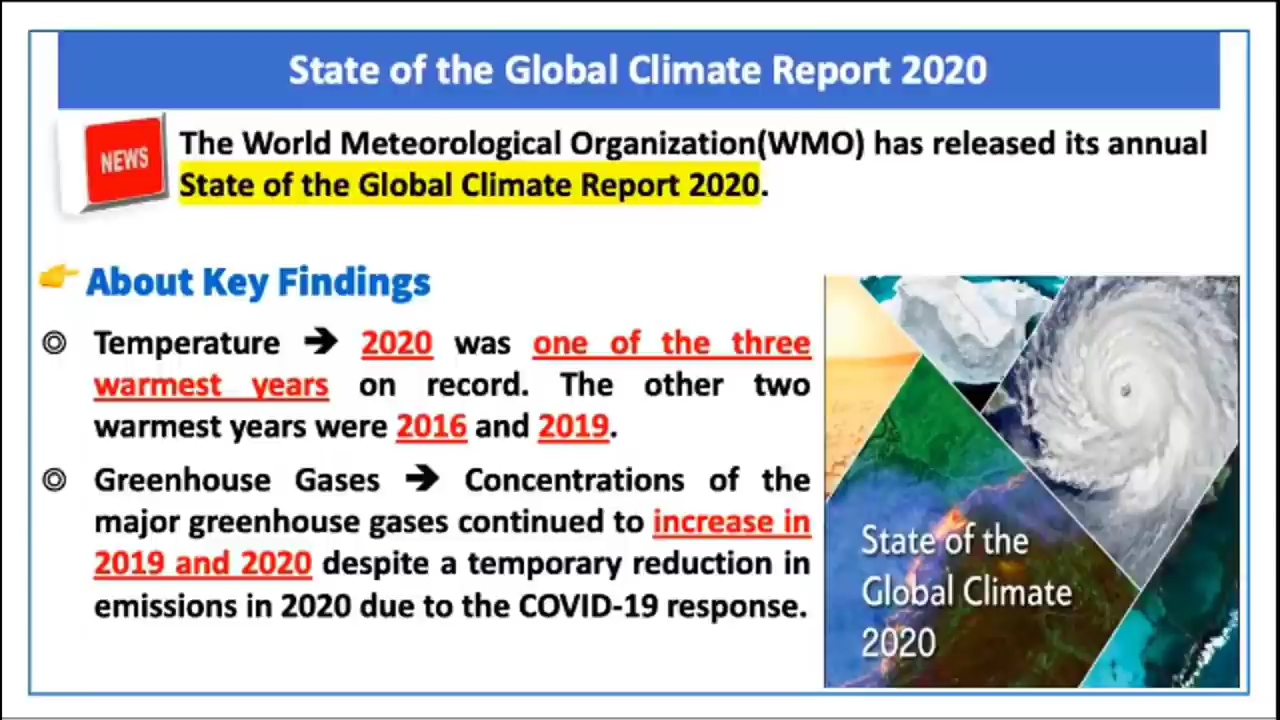 State of the Global Climate Report 2020
NEWS
The World Meteorological Organization(WMO) has released its annual
State of the Global Climate Report 2020.
👉 About Key Findings
◎ Temperature ➔ 2020 was one of the three
warmest years on record. The other two
warmest years were 2016 and 2019.
◎ Greenhouse Gases ➔ Concentrations of the
major greenhouse gases continued to increase in
2019 and 2020 despite a temporary reduction in
emissions in 2020 due to the COVID-19 response.
State of the
Global Climate
2020